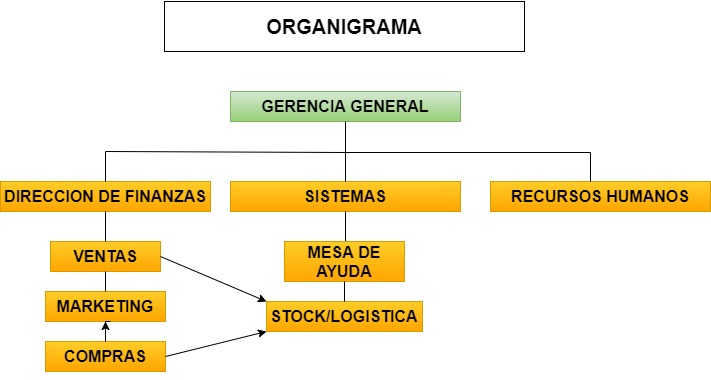 ORGANIGRAMA
GERENCIA GENERAL
DIRECCION DE FINANZAS
SISTEMAS
RECURSOS HUMANOS
VENTAS
MESA DE
AYUDA
MARKETING
STOCK/LOGISTICA
COMPRAS